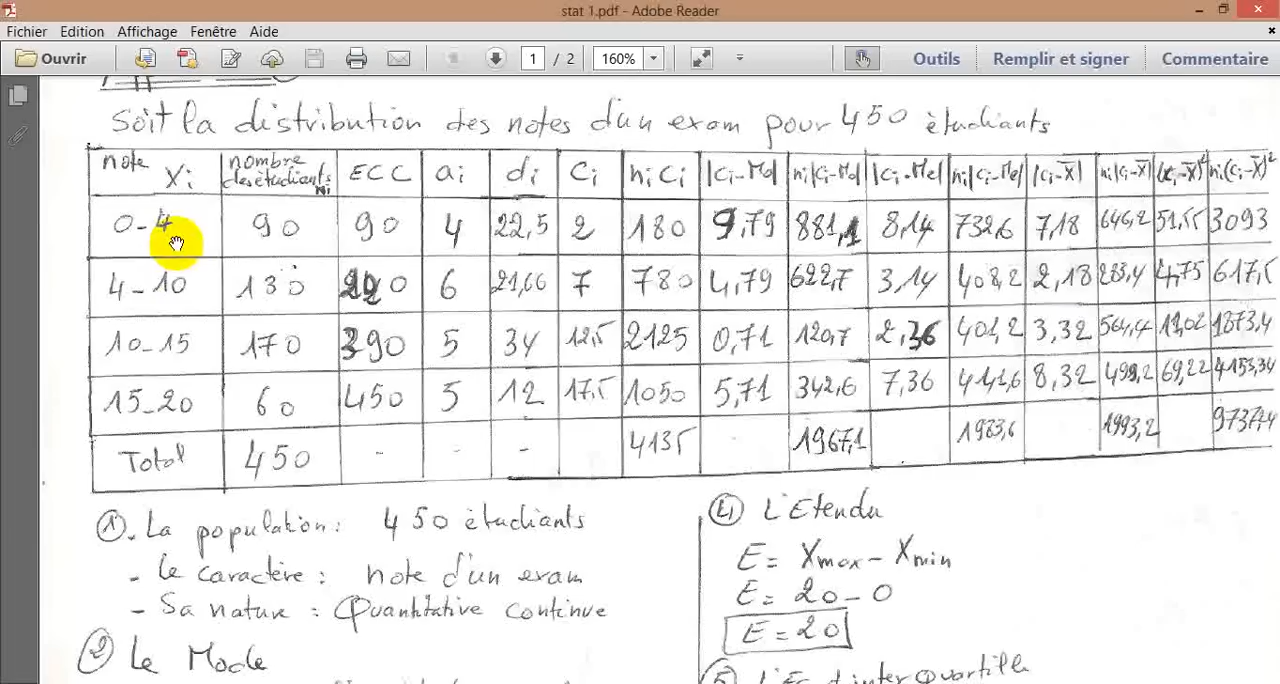 stat 1.pdf - Adobe Reader
Fichier Edition Affichage Fenêtre Aide
Ouvrir 1 / 2 160% Outils Remplir et signer Commentaire
Soit la distribution des notes d'un exam pour 450 ètudiants
note Xi nombre des ètudiants Ni ECC ai di Ci niCi |Ci-Mo| ni|Ci-Mo| |Ci-Me| ni|Ci-Me| |Ci-X̄| ni|Ci-X̄| (Ci-X̄)² ni(Ci-X̄)²
0-4 90 90 4 22,5 2 180 9,79 881,1 8,14 732,6 7,18 646,2 51,55 3093
4-10 130 220 6 21,66 7 780 4,79 622,7 3,14 408,2 2,18 283,4 4,75 617,5
10-15 170 390 5 34 12,5 2125 0,71 120,7 2,36 401,2 3,32 564,4 11,02 1873,4
15-20 60 450 5 12 17,5 1050 5,71 342,6 7,36 441,6 8,32 499,2 69,22 4153,34
Total 450 - - - 4135 1967,1 1983,6 1993,2
①. La population: 450 ètudiants
- Le caractère: note d'un exam
- Sa nature: Quantitative continue
② Le Mode
④ L'Etendu
E = Xmax - Xmin
E = 20 - 0
E = 20
⑤ L'Ecart interquartille